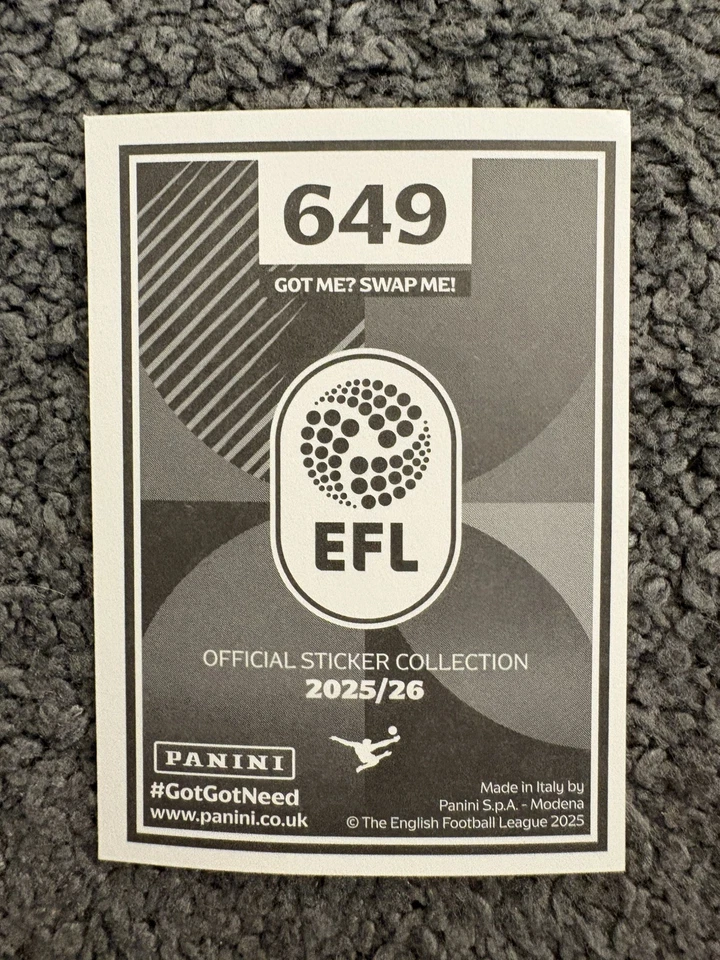 649
GOT ME? SWAP ME!
EFL
OFFICIAL STICKER COLLECTION
2025/26
PANINI
#GotGotNeed
www.panini.co.uk
Made in Italy by
Panini S.p.A. - Modena
© The English Football League 2025